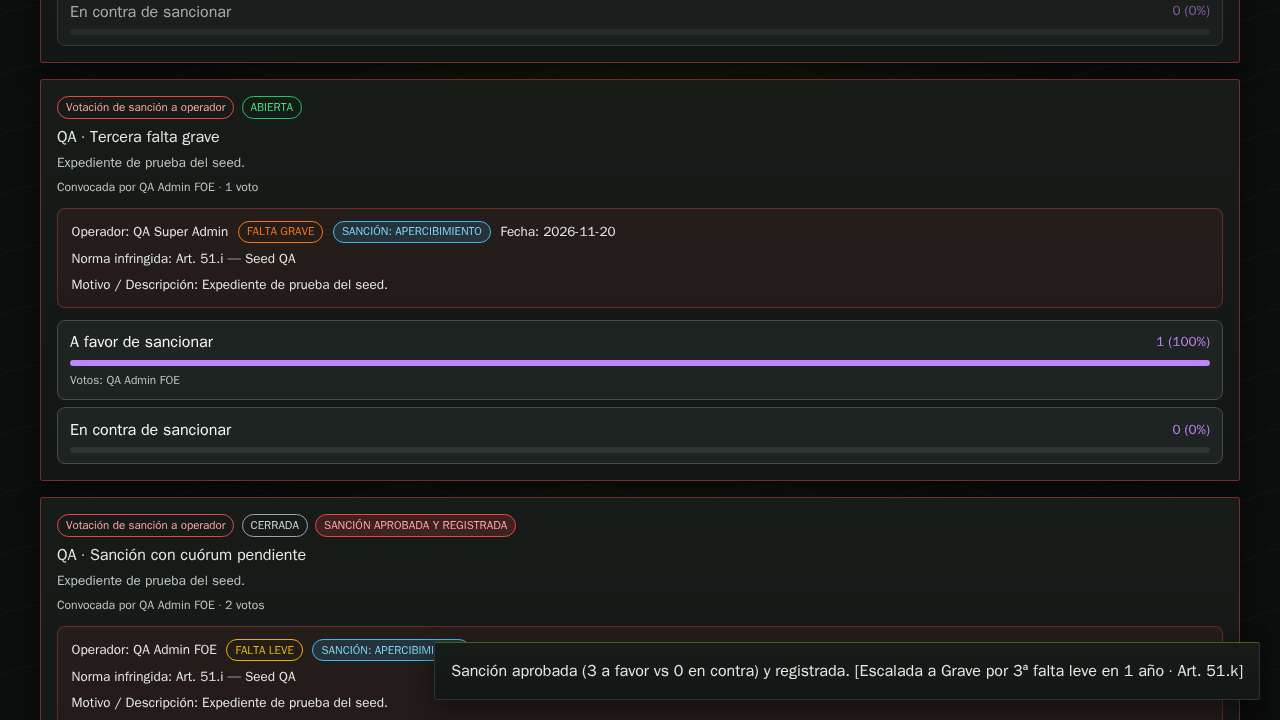 En contra de sancionar
0 (0%)
Votación de sanción a operador
ABIERTA
QA · Tercera falta grave
Expediente de prueba del seed.
Convocada por QA Admin FOE · 1 voto
Operador: QA Super Admin
FALTA GRAVE
SANCIÓN: APERCIBIMIENTO
Fecha: 2026-11-20
Norma infringida: Art. 51.i — Seed QA
Motivo / Descripción: Expediente de prueba del seed.
A favor de sancionar
1 (100%)
Votos: QA Admin FOE
En contra de sancionar
0 (0%)
Votación de sanción a operador
CERRADA
SANCIÓN APROBADA Y REGISTRADA
QA · Sanción con cuórum pendiente
Expediente de prueba del seed.
Convocada por QA Admin FOE · 2 votos
Operador: QA Admin FOE
FALTA LEVE
SANCIÓN: APERCIBIMI
Norma infringida: Art. 51.i — Seed QA
Motivo / Descripción: Expediente de prueba del seed.
Sanción aprobada (3 a favor vs 0 en contra) y registrada. [Escalada a Grave por 3ª falta leve en 1 año · Art. 51.k]